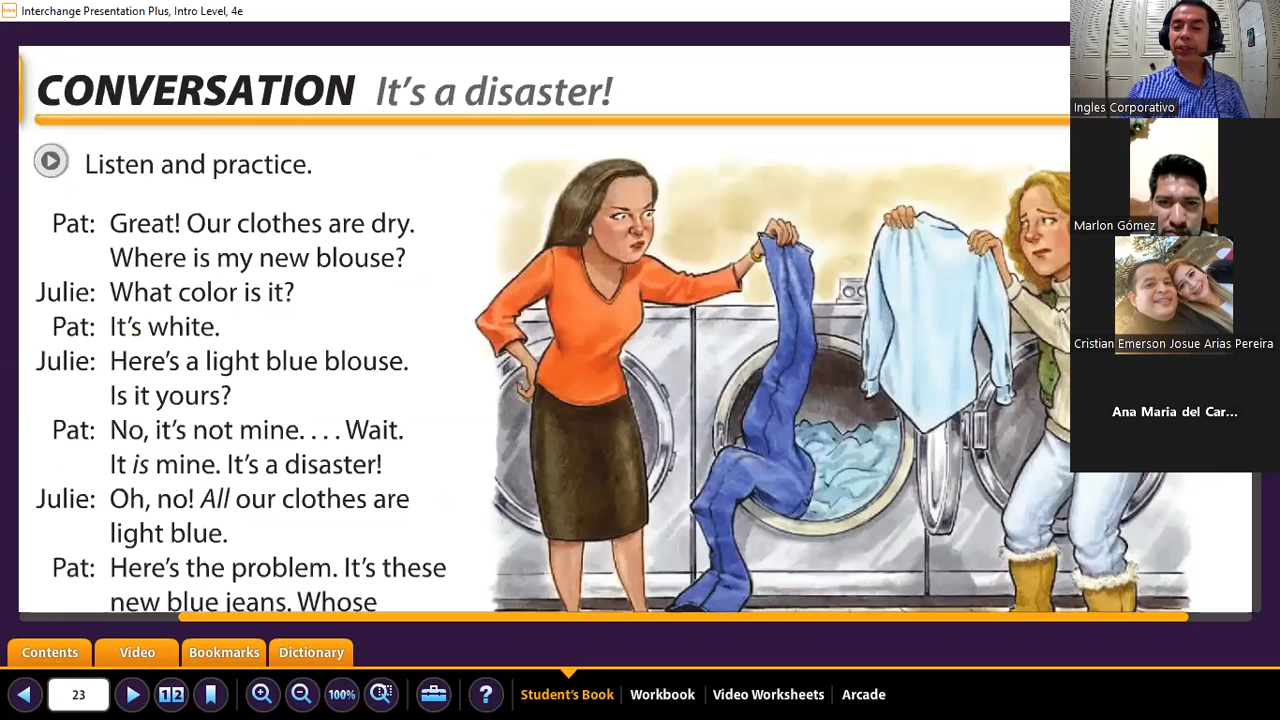 Interchange Presentation Plus, Intro Level, 4e
CONVERSATION It's a disaster!
Listen and practice.
Pat: Great! Our clothes are dry.
Where is my new blouse?
Julie: What color is it?
Pat: It's white.
Julie: Here's a light blue blouse.
Is it yours?
Pat: No, it's not mine. . . . Wait.
It is mine. It's a disaster!
Julie: Oh, no! All our clothes are
light blue.
Pat: Here's the problem. It's these
new blue jeans. Whose
Ingles Corporativo
Marlon Gómez
Cristian Emerson Josue Arias Pereira
Ana Maria del Car...
Contents Video Bookmarks Dictionary
23 12 100% ? Student's Book Workbook Video Worksheets Arcade